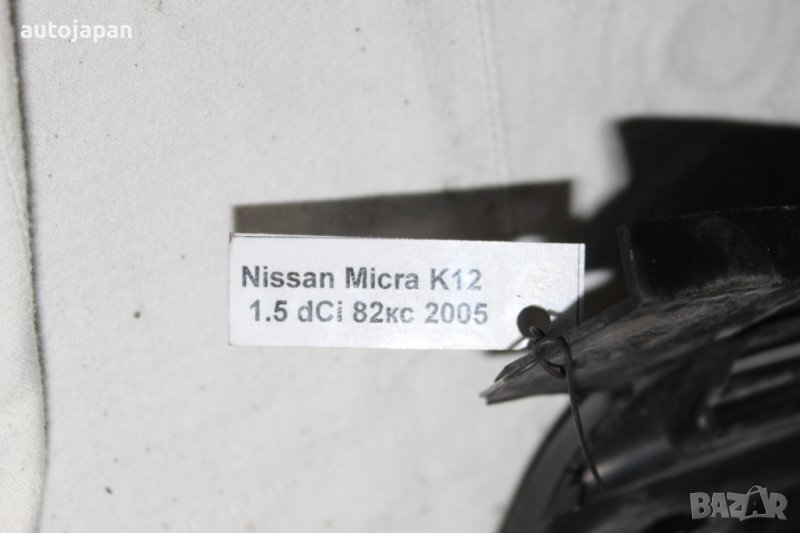 autojapan
Nissan Micra K12
1.5 dCi 82кс 2005
BAZAR